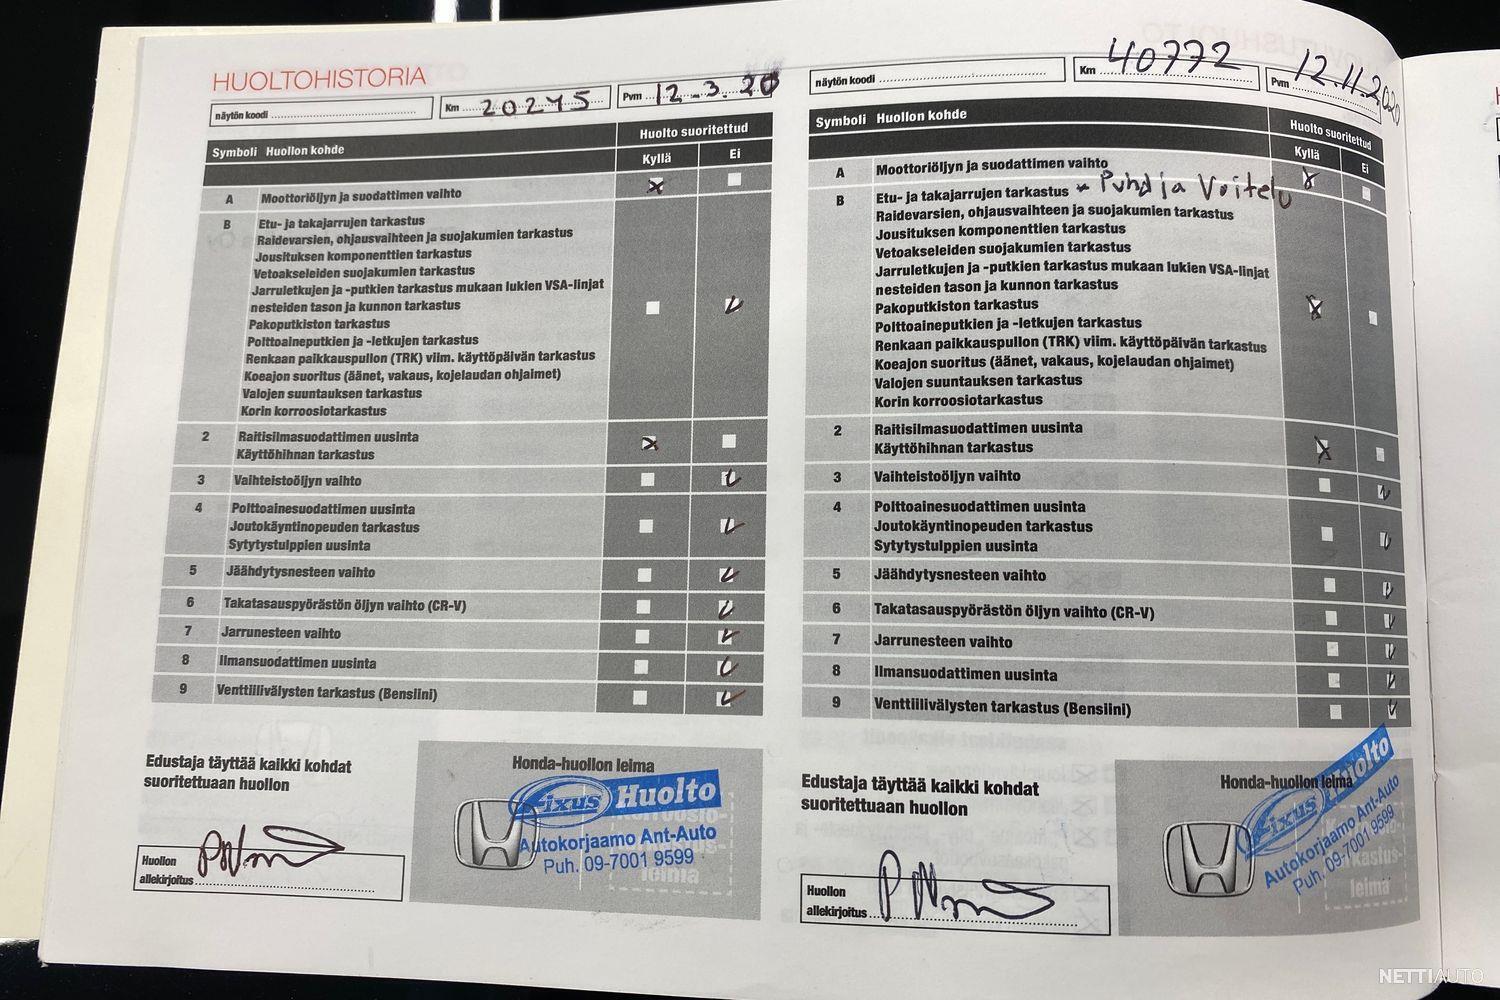 HUOLTOHISTORIA
näytön koodi
Km 20245
Pvm 12.3.20
Symboli Huollon kohde
Huolto suoritettud
Kyllä Ei
A Moottoriöljyn ja suodattimen vaihto
B Etu- ja takajarrujen tarkastus
Raidevarsien, ohjausvaihteen ja suojakumien tarkastus
Jousituksen komponenttien tarkastus
Vetoakseleiden suojakumien tarkastus
Jarruletkujen ja -putkien tarkastus mukaan lukien VSA-linjat
nesteiden tason ja kunnon tarkastus
Pakoputkiston tarkastus
Polttoaineputkien ja -letkujen tarkastus
Renkaan paikkauspullon (TRK) viim. käyttöpäivän tarkastus
Koeajon suoritus (äänet, vakaus, kojelaudan ohjaimet)
Valojen suuntauksen tarkastus
Korin korroosiotarkastus
2 Raitisilmasuodattimen uusinta
Käyttöhihnan tarkastus
3 Vaihteistoöljyn vaihto
4 Polttoainesuodattimen uusinta
Joutokäyntinopeuden tarkastus
Sytytystulppien uusinta
5 Jäähdytysnesteen vaihto
6 Takatasauspyörästön öljyn vaihto (CR-V)
7 Jarrunesteen vaihto
8 Ilmansuodattimen uusinta
9 Venttiilivälysten tarkastus (Bensiini)
Edustaja täyttää kaikki kohdat
suoritettuaan huollon
Huollon
allekirjoitus
Honda-huollon leima
Fixus Huolto
Autokorjaamo Ant-Auto
Puh. 09-7001 9599
leima
näytön koodi
Km 40772
Pvm 12.11.2020
Symboli Huollon kohde
Huolto suoritettud
Kyllä Ei
A Moottoriöljyn ja suodattimen vaihto
B Etu- ja takajarrujen tarkastus Puhd ja Voitelu
Raidevarsien, ohjausvaihteen ja suojakumien tarkastus
Jousituksen komponenttien tarkastus
Vetoakseleiden suojakumien tarkastus
Jarruletkujen ja -putkien tarkastus mukaan lukien VSA-linjat
nesteiden tason ja kunnon tarkastus
Pakoputkiston tarkastus
Polttoaineputkien ja -letkujen tarkastus
Renkaan paikkauspullon (TRK) viim. käyttöpäivän tarkastus
Koeajon suoritus (äänet, vakaus, kojelaudan ohjaimet)
Valojen suuntauksen tarkastus
Korin korroosiotarkastus
2 Raitisilmasuodattimen uusinta
Käyttöhihnan tarkastus
3 Vaihteistoöljyn vaihto
4 Polttoainesuodattimen uusinta
Joutokäyntinopeuden tarkastus
Sytytystulppien uusinta
5 Jäähdytysnesteen vaihto
6 Takatasauspyörästön öljyn vaihto (CR-V)
7 Jarrunesteen vaihto
8 Ilmansuodattimen uusinta
9 Venttiilivälysten tarkastus (Bensiini)
Edustaja täyttää kaikki kohdat
suoritettuaan huollon
Huollon
allekirjoitus
Honda-huollon leima
Fixus Huolto
Autokorjaamo Ant-Auto
Puh. 09-7001 9599
leima
NETTIAUTO